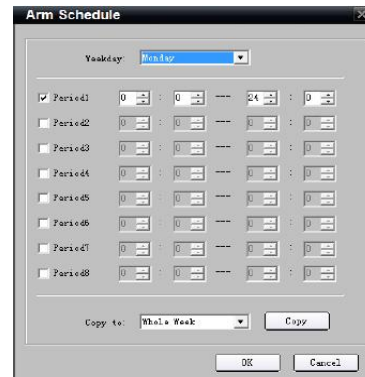 Arm Schedule
Yeekday: Monday
Period1 0 : 0 --- 24 : 0
Period2 0 : 0 --- 0 : 0
Period3 0 : 0 --- 0 : 0
Period4 0 : 0 --- 0 : 0
Period5 0 : 0 --- 0 : 0
Period6 0 : 0 --- 0 : 0
Period7 0 : 0 --- 0 : 0
Period8 0 : 0 --- 0 : 0
Copy to: Whole Week Copy
OK Cancel